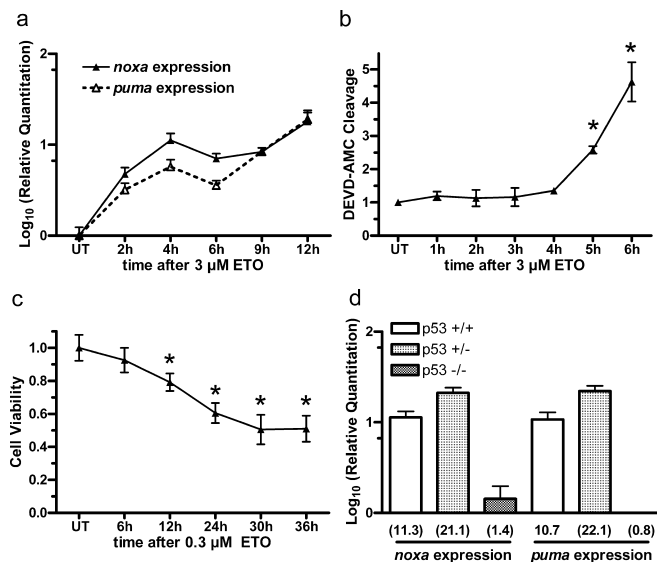 a
Log10 (Relative Quantitation)
noxa expression
puma expression
2
1
0
UT 2h 4h 6h 9h 12h
time after 3 µM ETO
b
DEVD-AMC Cleavage
5
4
3
2
1
0
* *
UT 1h 2h 3h 4h 5h 6h
time after 3 µM ETO
c
Cell Viability
1.0
0.8
0.6
0.4
0.2
0.0
* * * *
UT 6h 12h 24h 30h 36h
time after 0.3 µM ETO
d
Log10 (Relative Quantitation)
p53 +/+
p53 +/-
p53 -/-
2
1
0
(11.3) (21.1) (1.4) 10.7 (22.1) (0.8)
noxa expression puma expression